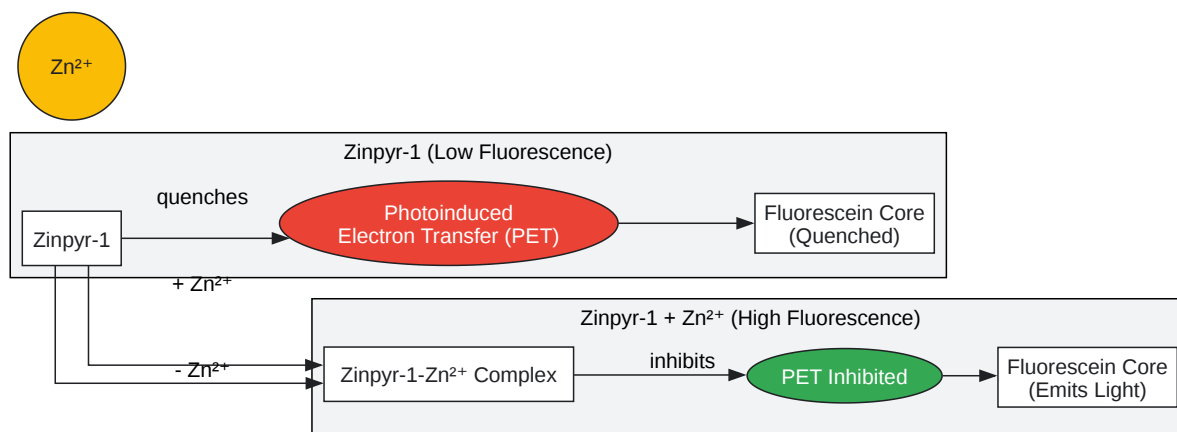 Zn²⁺
Zinpyr-1 (Low Fluorescence)
quenches
Zinpyr-1
Photoinduced
Electron Transfer (PET)
Fluorescein Core
(Quenched)
+ Zn²⁺
Zinpyr-1 + Zn²⁺ (High Fluorescence)
- Zn²⁺
Zinpyr-1-Zn²⁺ Complex
inhibits
PET Inhibited
Fluorescein Core
(Emits Light)